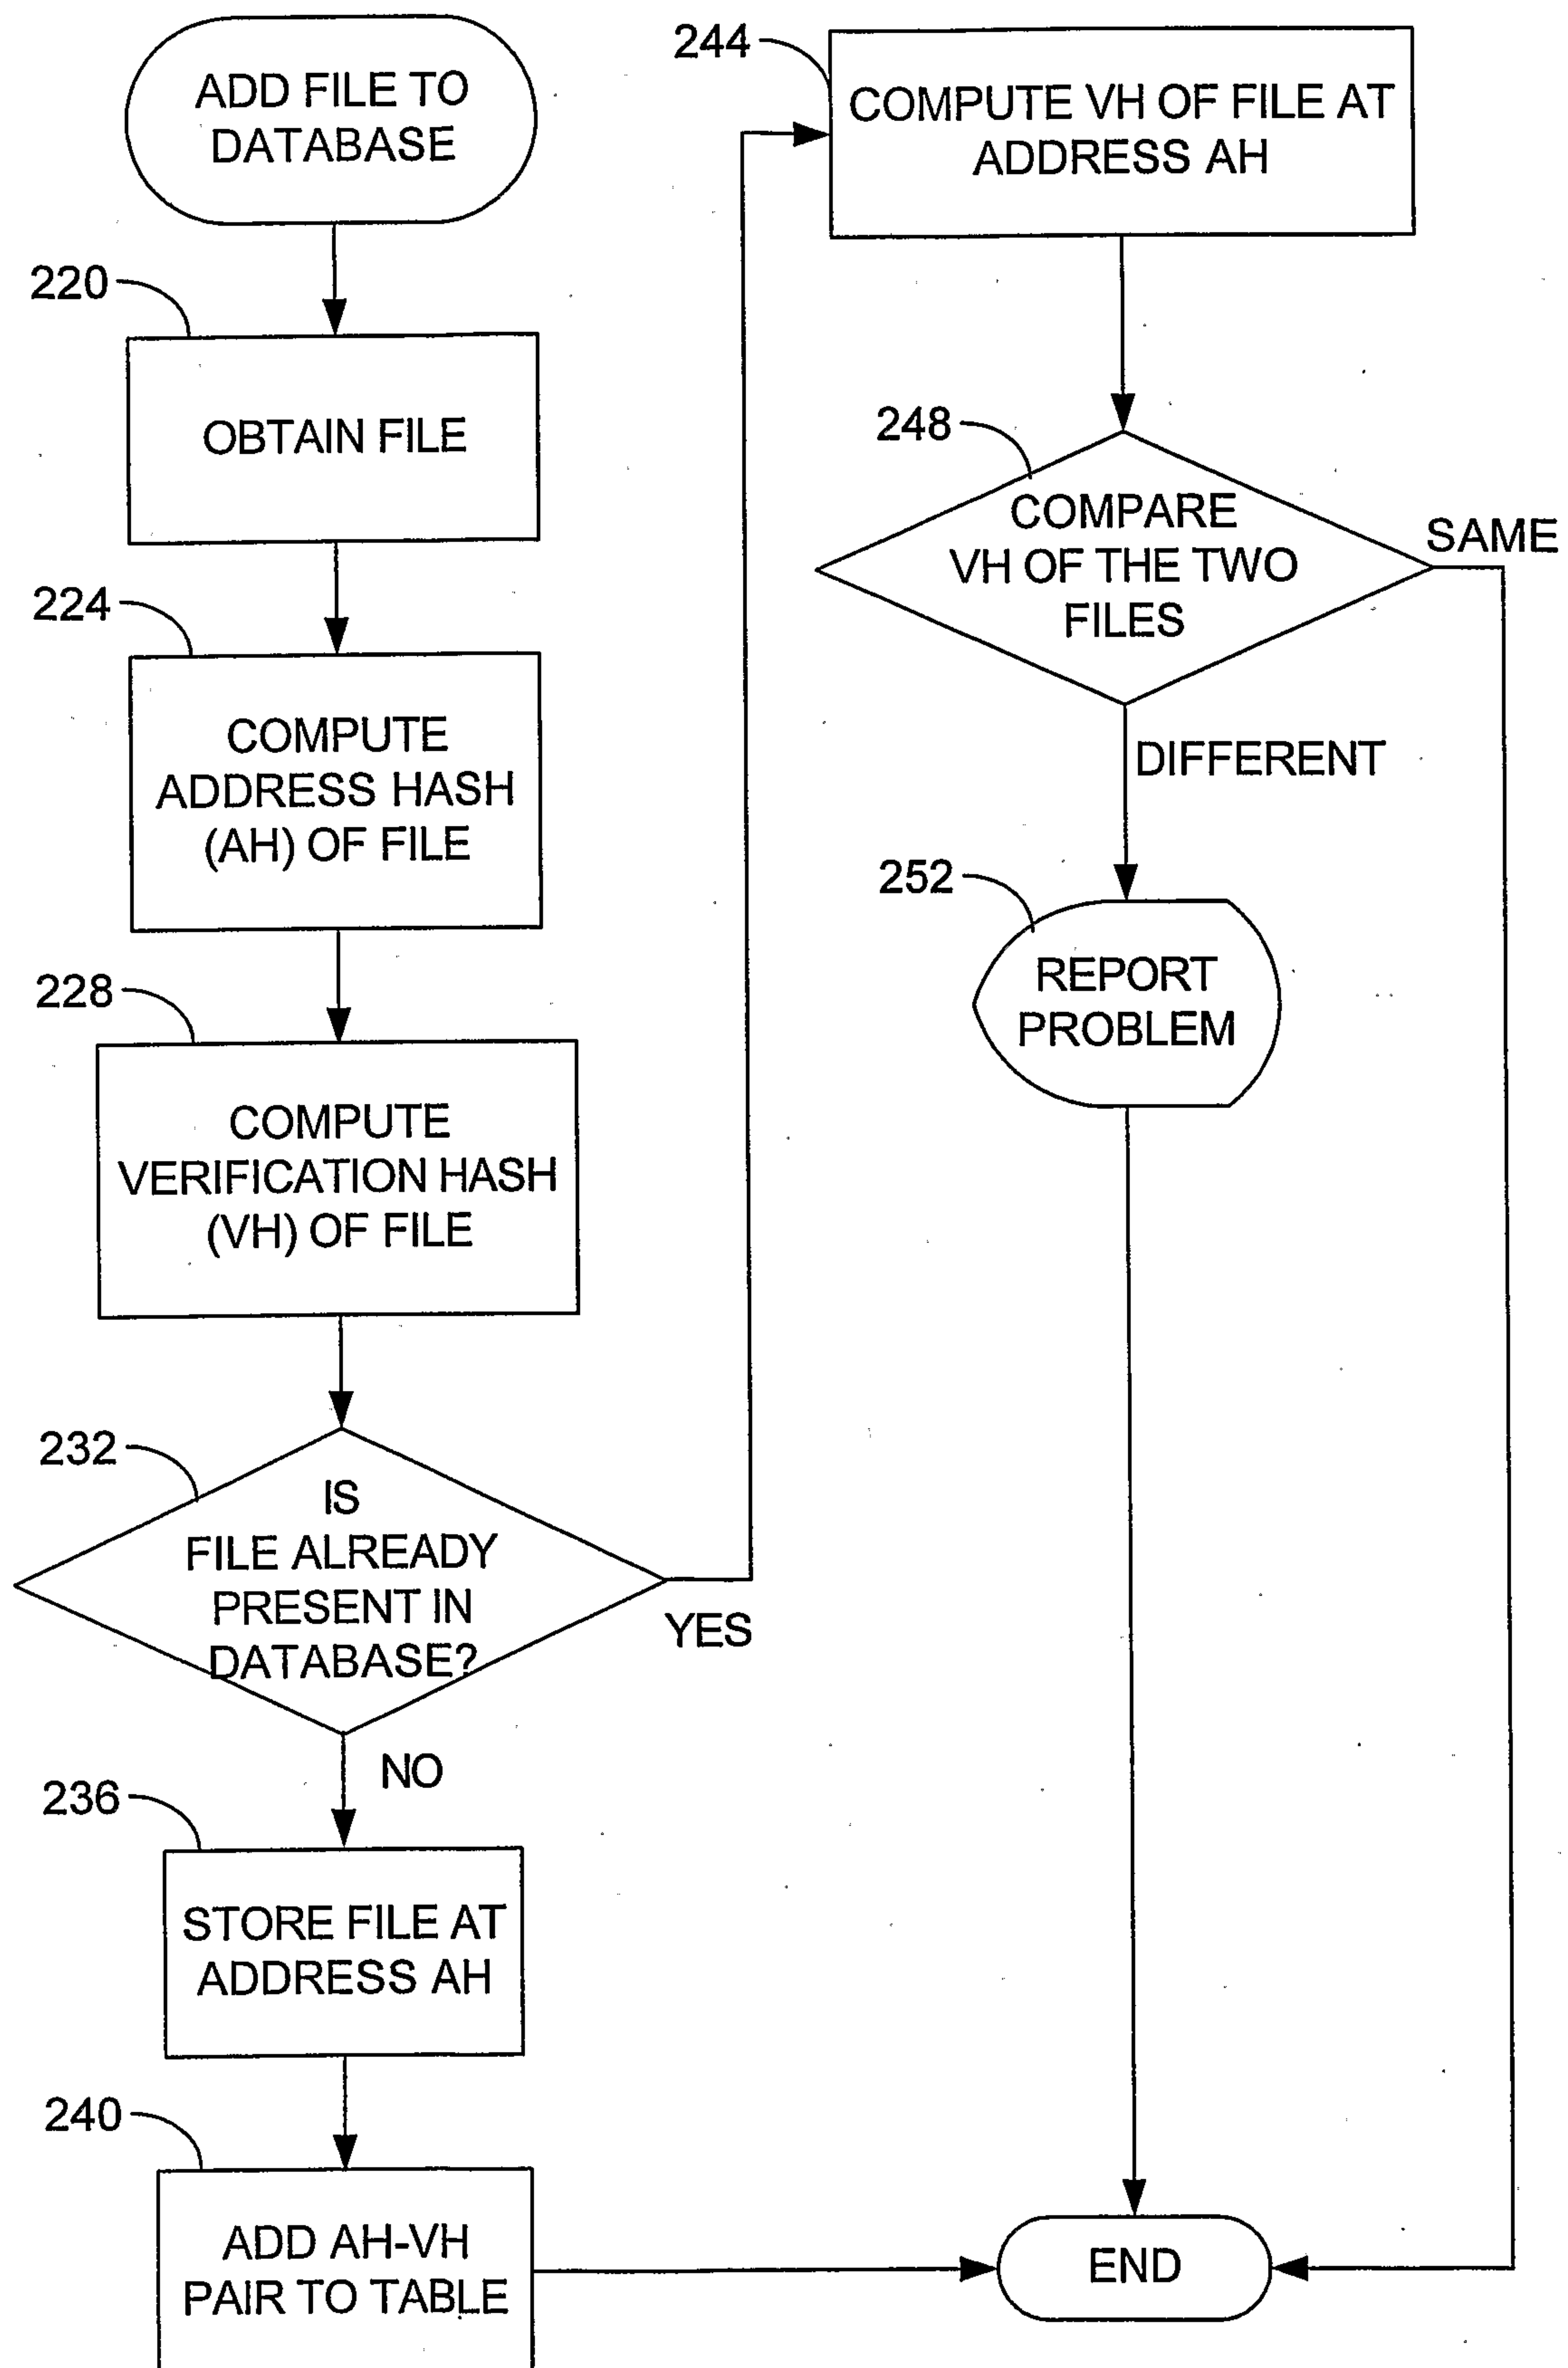 ADD FILE TO
DATABASE
220
OBTAIN FILE
224
COMPUTE
ADDRESS HASH
(AH) OF FILE
228
COMPUTE
VERIFICATION HASH
(VH) OF FILE
232
IS
FILE ALREADY
PRESENT IN
DATABASE?
YES
NO
236
STORE FILE AT
ADDRESS AH
240
ADD AH-VH
PAIR TO TABLE
244
COMPUTE VH OF FILE AT
ADDRESS AH
248
COMPARE
VH OF THE TWO
FILES
SAME
DIFFERENT
252
REPORT
PROBLEM
END